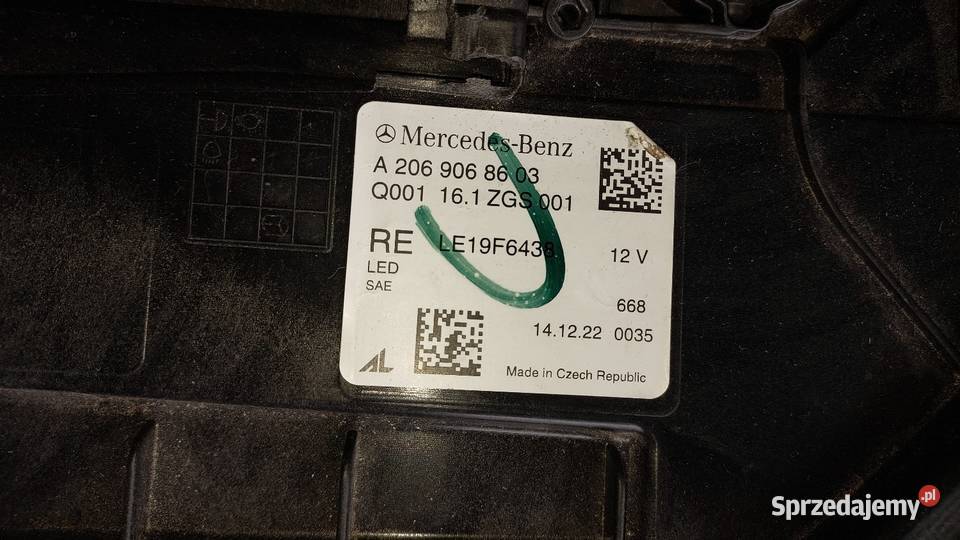 Mercedes-Benz
A 206 906 86 03
Q001 16.1 ZGS 001
RE LE19F6438 12 V
LED
SAE
668
14.12.22 0035
AL
Made in Czech Republic
Sprzedajemy.pl